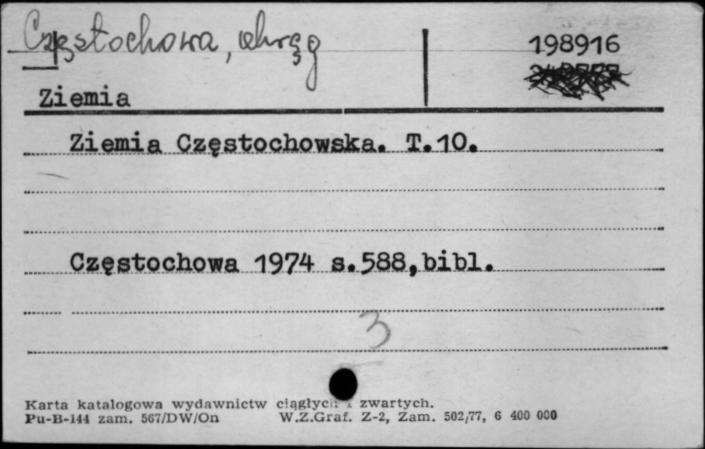 Częstochowa, okręg
198916
Ziemia
Ziemia Częstochowska. T.10.
Częstochowa 1974 s.588,bibl.
3
Karta katalogowa wydawnictw ciągłych i zwartych.
Pu-B-144 zam. 567/DW/On W.Z.Graf. Z-2, Zam. 502/77, 6 400 000